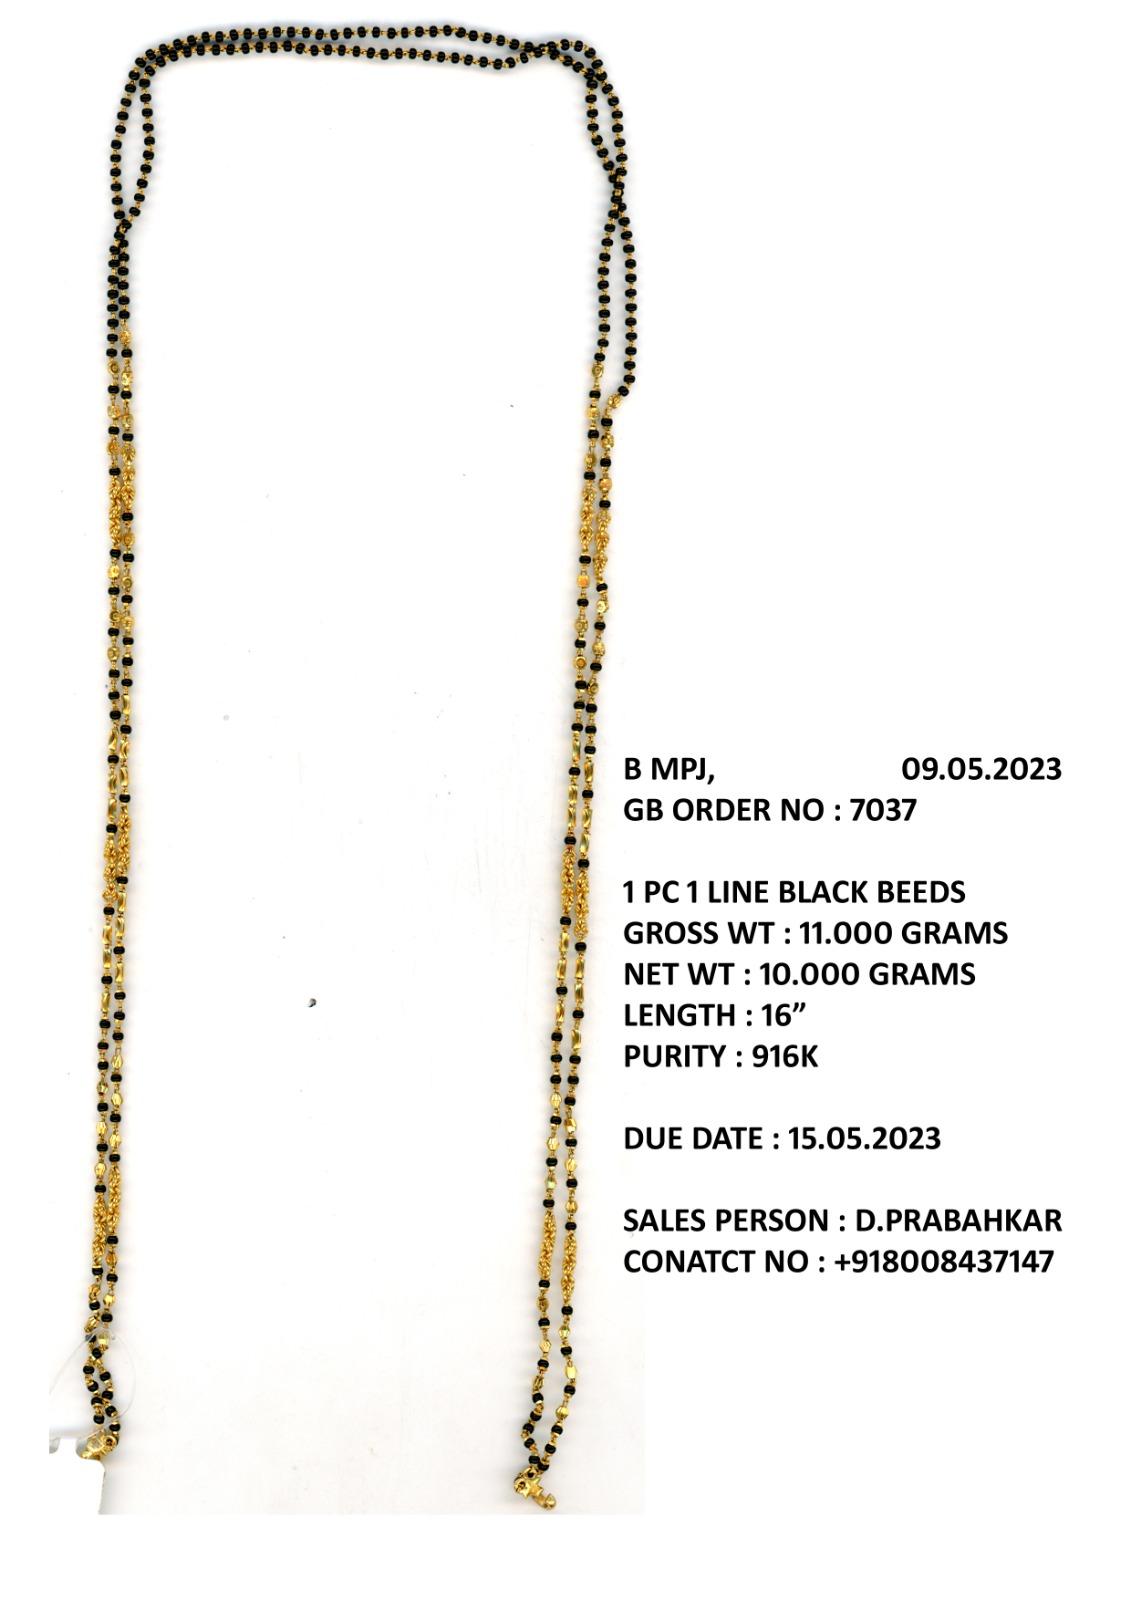 B MPJ, 09.05.2023
GB ORDER NO : 7037
1 PC 1 LINE BLACK BEEDS
GROSS WT : 11.000 GRAMS
NET WT : 10.000 GRAMS
LENGTH : 16”
PURITY : 916K
DUE DATE : 15.05.2023
SALES PERSON : D.PRABAHKAR
CONATCT NO : +918008437147